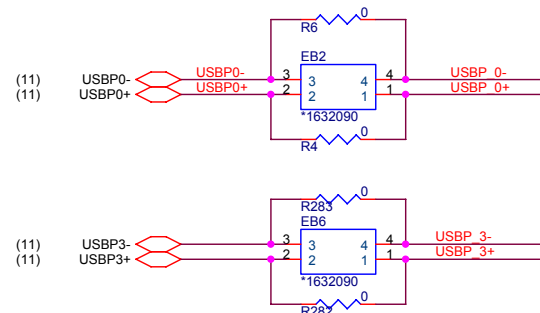 0
R6
EB2
(11) USBP0- USBP0- 3 3 4 4 USBP_0-
(11) USBP0+ USBP0+ 2 2 1 1 USBP_0+
*1632090
0
R4
0
R283
EB6
(11) USBP3- 3 3 4 4 USBP_3-
(11) USBP3+ 2 2 1 1 USBP_3+
*1632090
0
R282